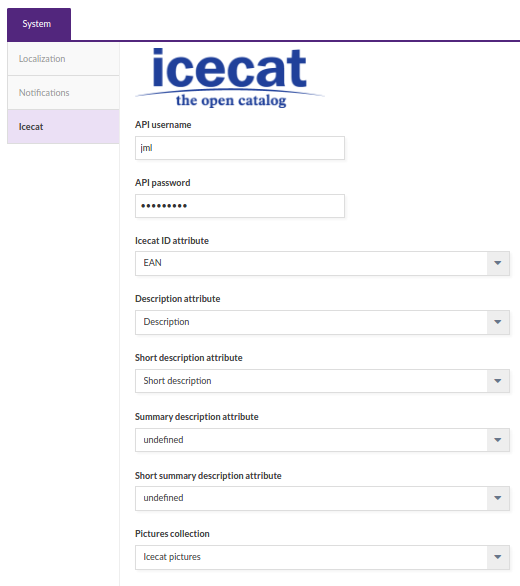 System
Localization
Notifications
Icecat
icecat
the open catalog
API username
jml
API password
•••••••••
Icecat ID attribute
EAN
Description attribute
Description
Short description attribute
Short description
Summary description attribute
undefined
Short summary description attribute
undefined
Pictures collection
Icecat pictures